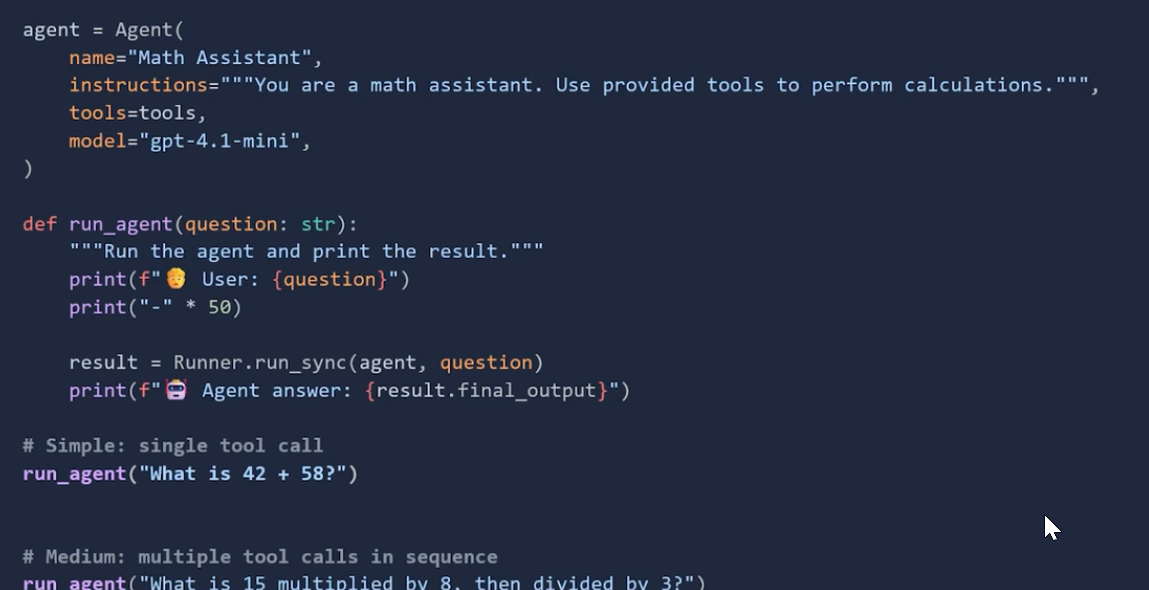 agent = Agent(
    name="Math Assistant",
    instructions="""You are a math assistant. Use provided tools to perform calculations.""",
    tools=tools,
    model="gpt-4.1-mini",
)
def run_agent(question: str):
    """Run the agent and print the result."""
    print(f"👱 User: {question}")
    print("-" * 50)
    result = Runner.run_sync(agent, question)
    print(f"🤖 Agent answer: {result.final_output}")
# Simple: single tool call
run_agent("What is 42 + 58?")
# Medium: multiple tool calls in sequence
run_agent("What is 15 multiplied by 8, then divided by 3?")